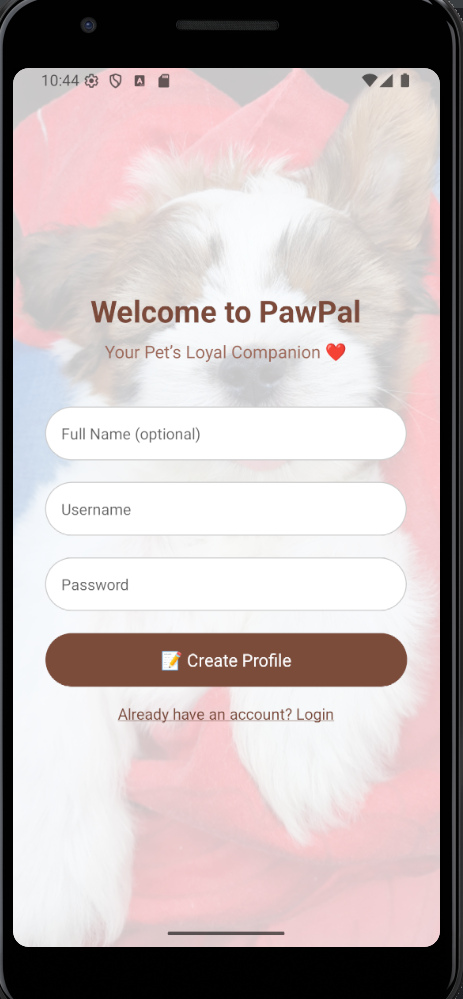 10:44
Welcome to PawPal
Your Pet’s Loyal Companion ❤️
Full Name (optional)
Username
Password
📝 Create Profile
Already have an account? Login